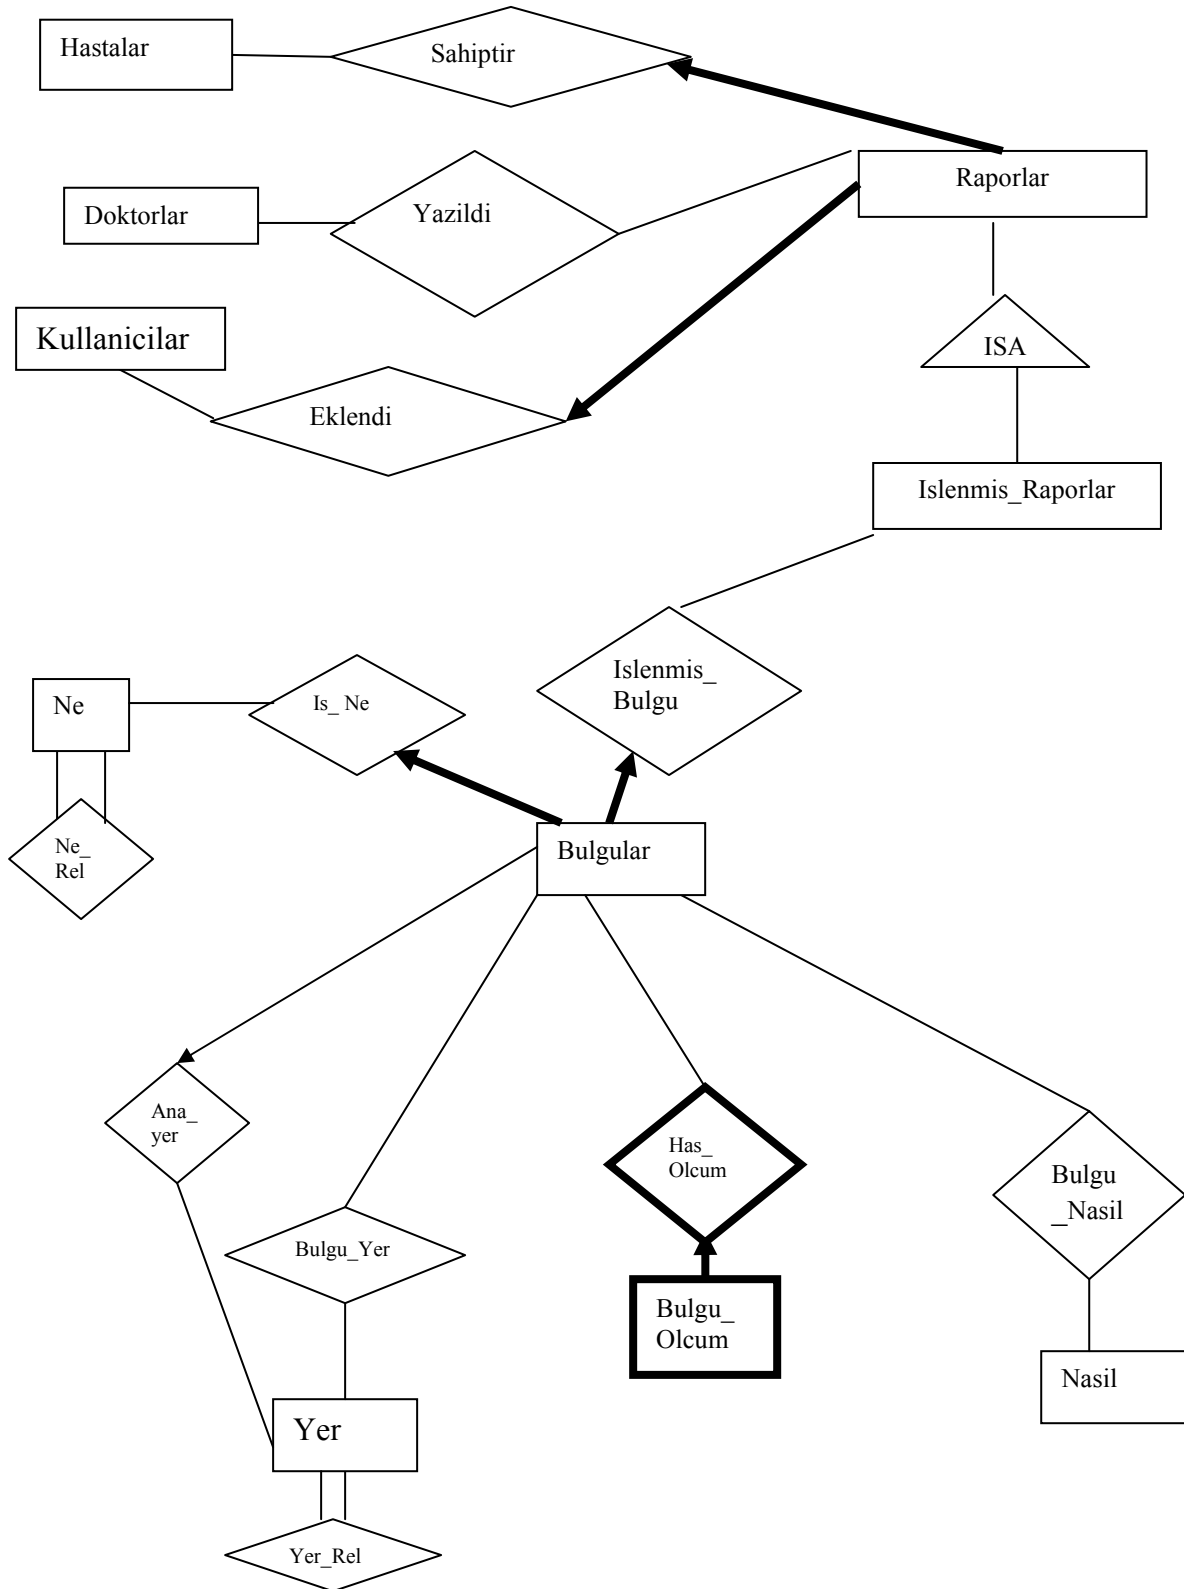 Hastalar
Sahiptir
Raporlar
Doktorlar
Yazildi
Kullanicilar
ISA
Eklendi
Islenmis_Raporlar
Islenmis_
Bulgu
Ne
Is_ Ne
Ne_
Rel
Bulgular
Ana_
yer
Has_
Olcum
Bulgu
_Nasil
Bulgu_Yer
Bulgu_
Olcum
Nasil
Yer
Yer_Rel